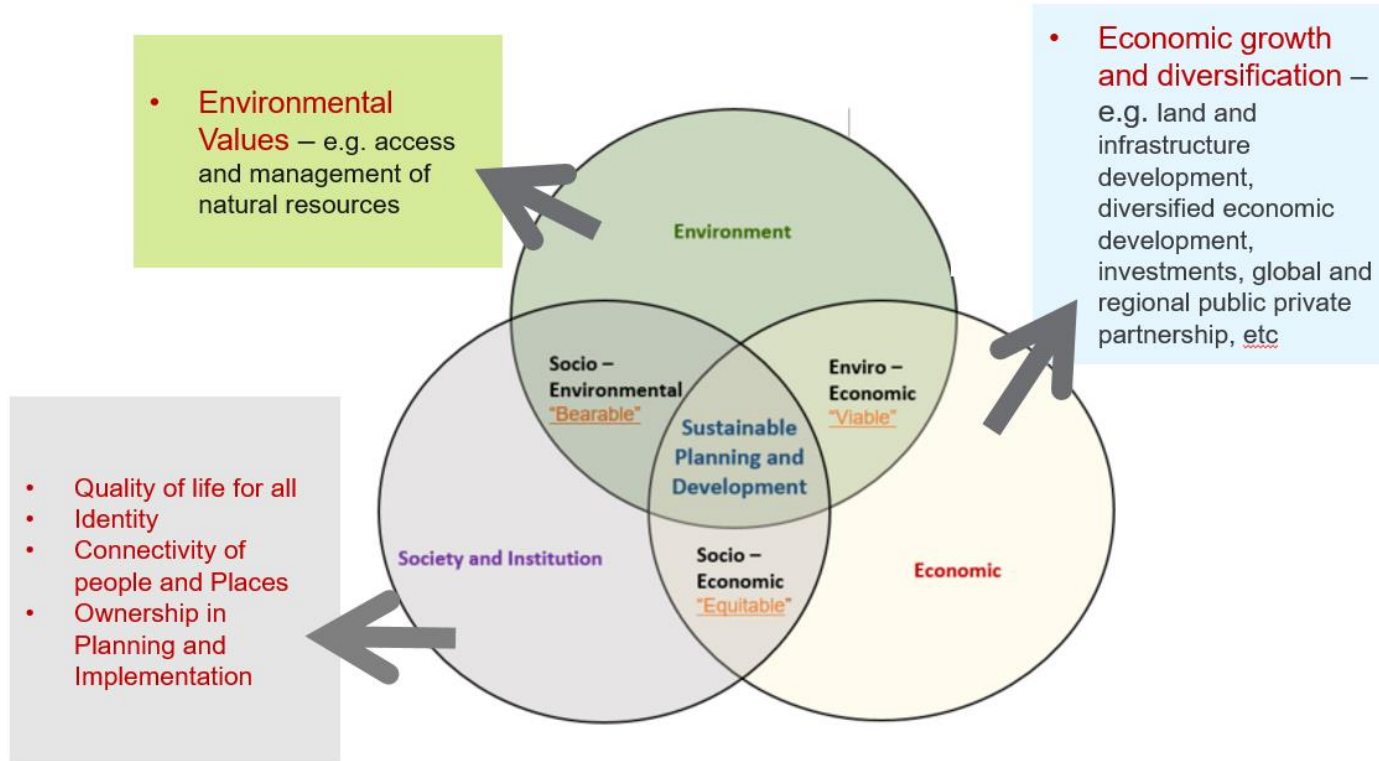 • Environmental
Values – e.g. access
and management of
natural resources
• Economic growth
and diversification –
e.g. land and
infrastructure
development,
diversified economic
development,
investments, global and
regional public private
partnership, etc
Environment
Socio –
Environmental
"Bearable"
Enviro –
Economic
"Viable"
Sustainable
Planning and
Development
• Quality of life for all
• Identity
• Connectivity of
people and Places
• Ownership in
Planning and
Implementation
Society and Institution
Socio –
Economic
"Equitable"
Economic